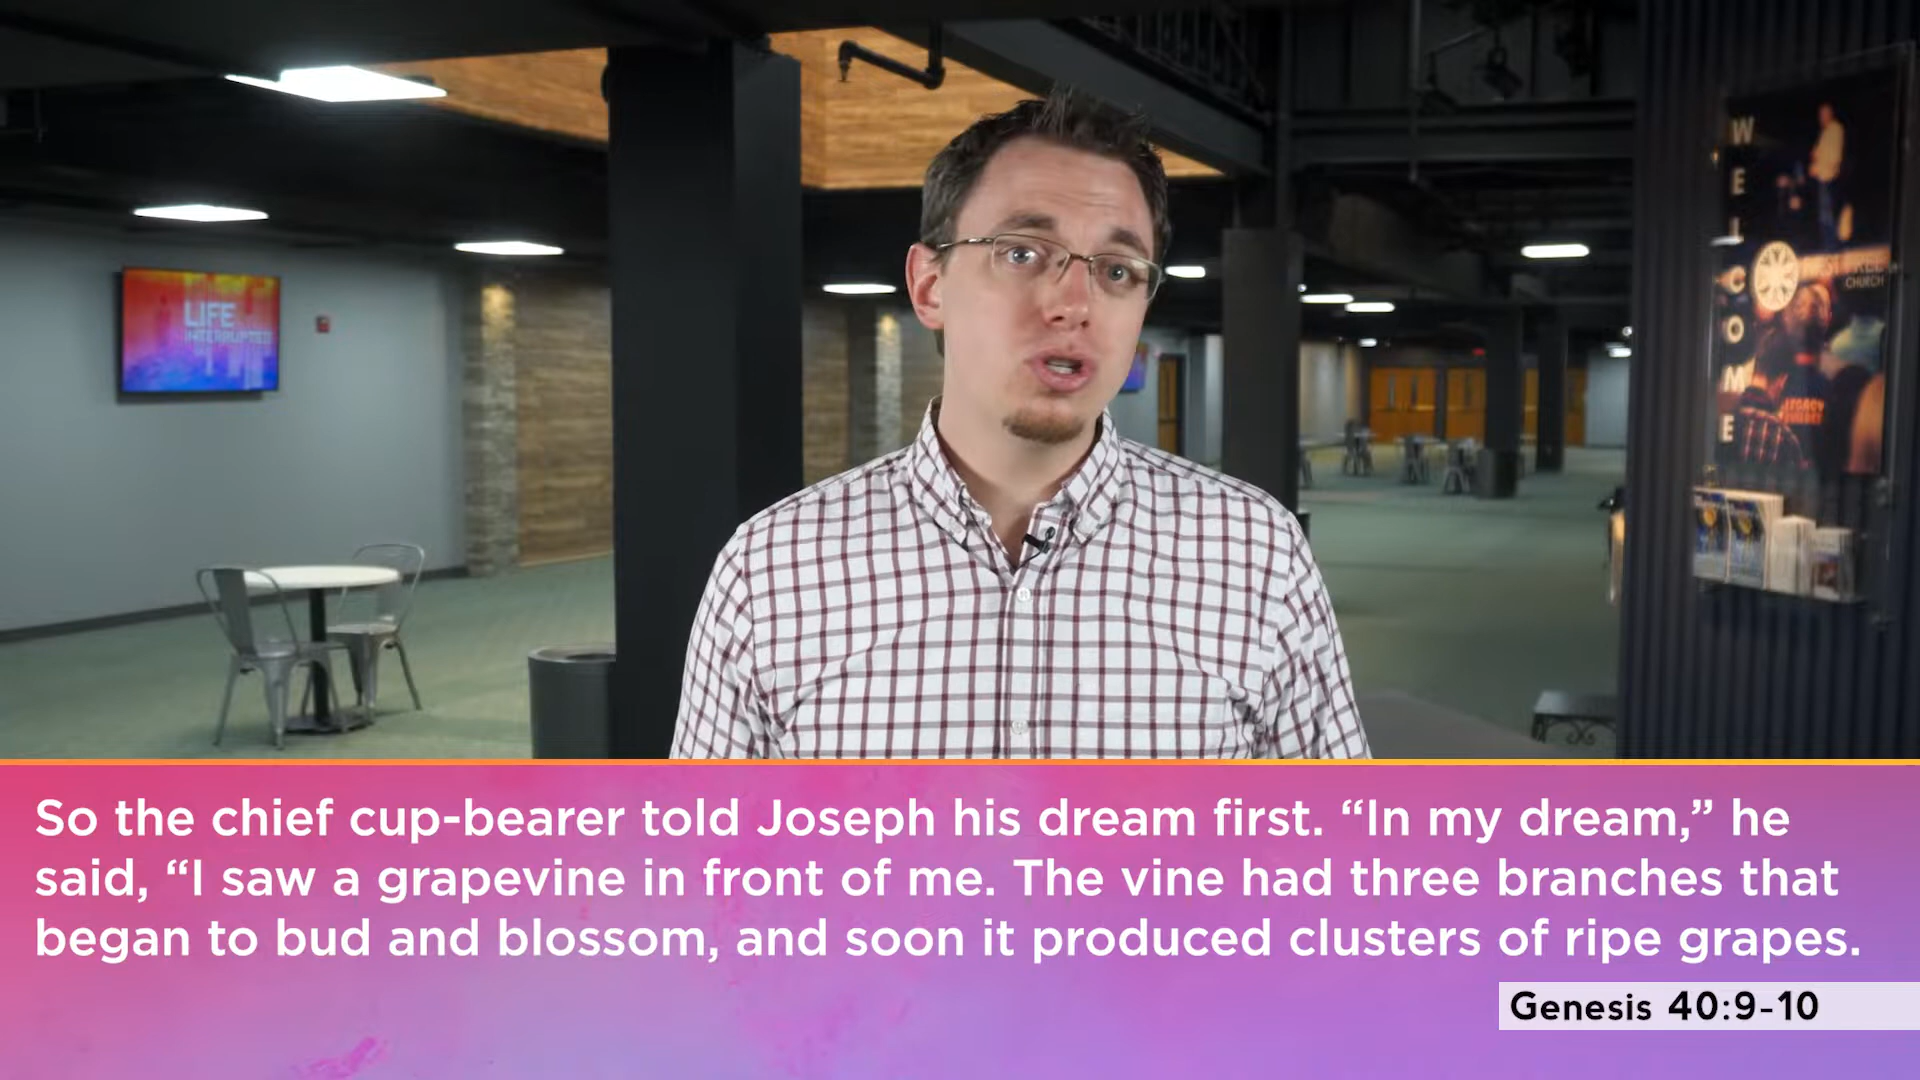 LIFE
INTERRUPTED
WELCOME
CHURCH
LEGACY
So the chief cup-bearer told Joseph his dream first. “In my dream,” he
said, “I saw a grapevine in front of me. The vine had three branches that
began to bud and blossom, and soon it produced clusters of ripe grapes.
Genesis 40:9-10